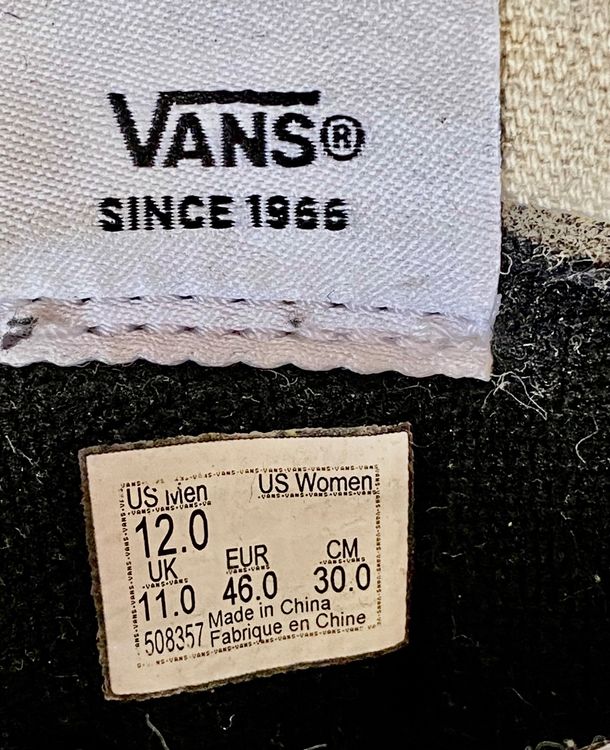 VANS®
SINCE 1966
US Men US Women
12.0
UK EUR CM
11.0 46.0 30.0
508357 Made in China
Fabrique en Chine